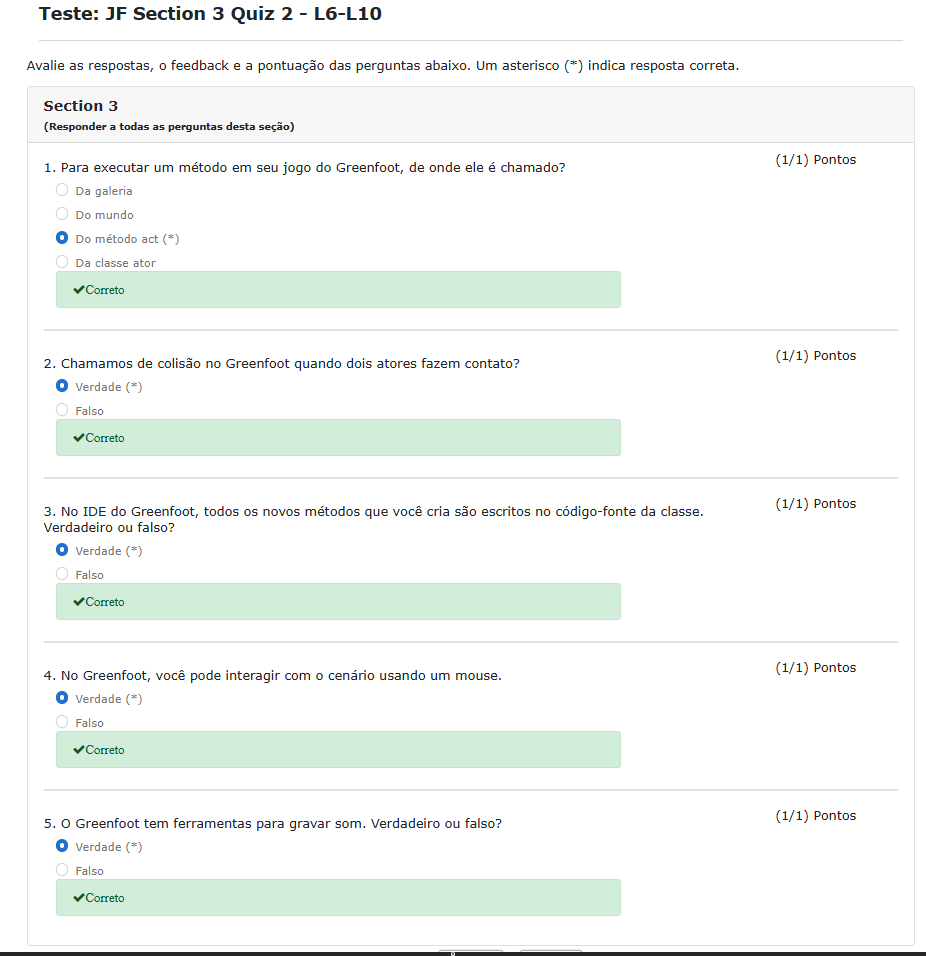 Teste: JF Section 3 Quiz 2 - L6-L10
Avalie as respostas, o feedback e a pontuação das perguntas abaixo. Um asterisco (*) indica resposta correta.
Section 3
(Responder a todas as perguntas desta seção)
1. Para executar um método em seu jogo do Greenfoot, de onde ele é chamado?
(1/1) Pontos
Da galeria
Do mundo
Do método act (*)
Da classe ator
✔Correto
2. Chamamos de colisão no Greenfoot quando dois atores fazem contato?
(1/1) Pontos
Verdade (*)
Falso
✔Correto
3. No IDE do Greenfoot, todos os novos métodos que você cria são escritos no código-fonte da classe.
Verdadeiro ou falso?
(1/1) Pontos
Verdade (*)
Falso
✔Correto
4. No Greenfoot, você pode interagir com o cenário usando um mouse.
(1/1) Pontos
Verdade (*)
Falso
✔Correto
5. O Greenfoot tem ferramentas para gravar som. Verdadeiro ou falso?
(1/1) Pontos
Verdade (*)
Falso
✔Correto